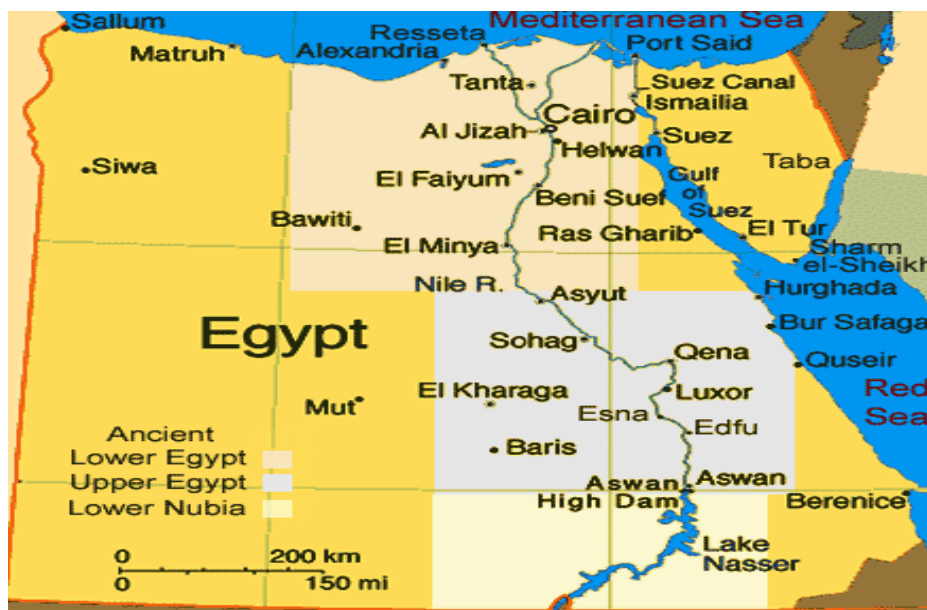 Mediterranean Sea
Sallum
Resseta
Matruh
Alexandria
Port Said
Tanta
Suez Canal
Ismailia
Cairo
Al Jizah
Suez
Helwan
Siwa
Taba
El Faiyum
Gulf
of
Suez
Beni Suef
Bawiti
El Minya
Ras Gharib
El Tur
Sharm
el-Sheikh
Nile R.
Asyut
Hurghada
Egypt
Sohag
Bur Safaga
Qena
Quseir
El Kharaga
Luxor
Red
Sea
Mut
Esna
Edfu
Ancient
Lower Egypt
Upper Egypt
Lower Nubia
Baris
Aswan
High Dam
Aswan
Berenice
Lake
Nasser
0 200 km
0 150 mi